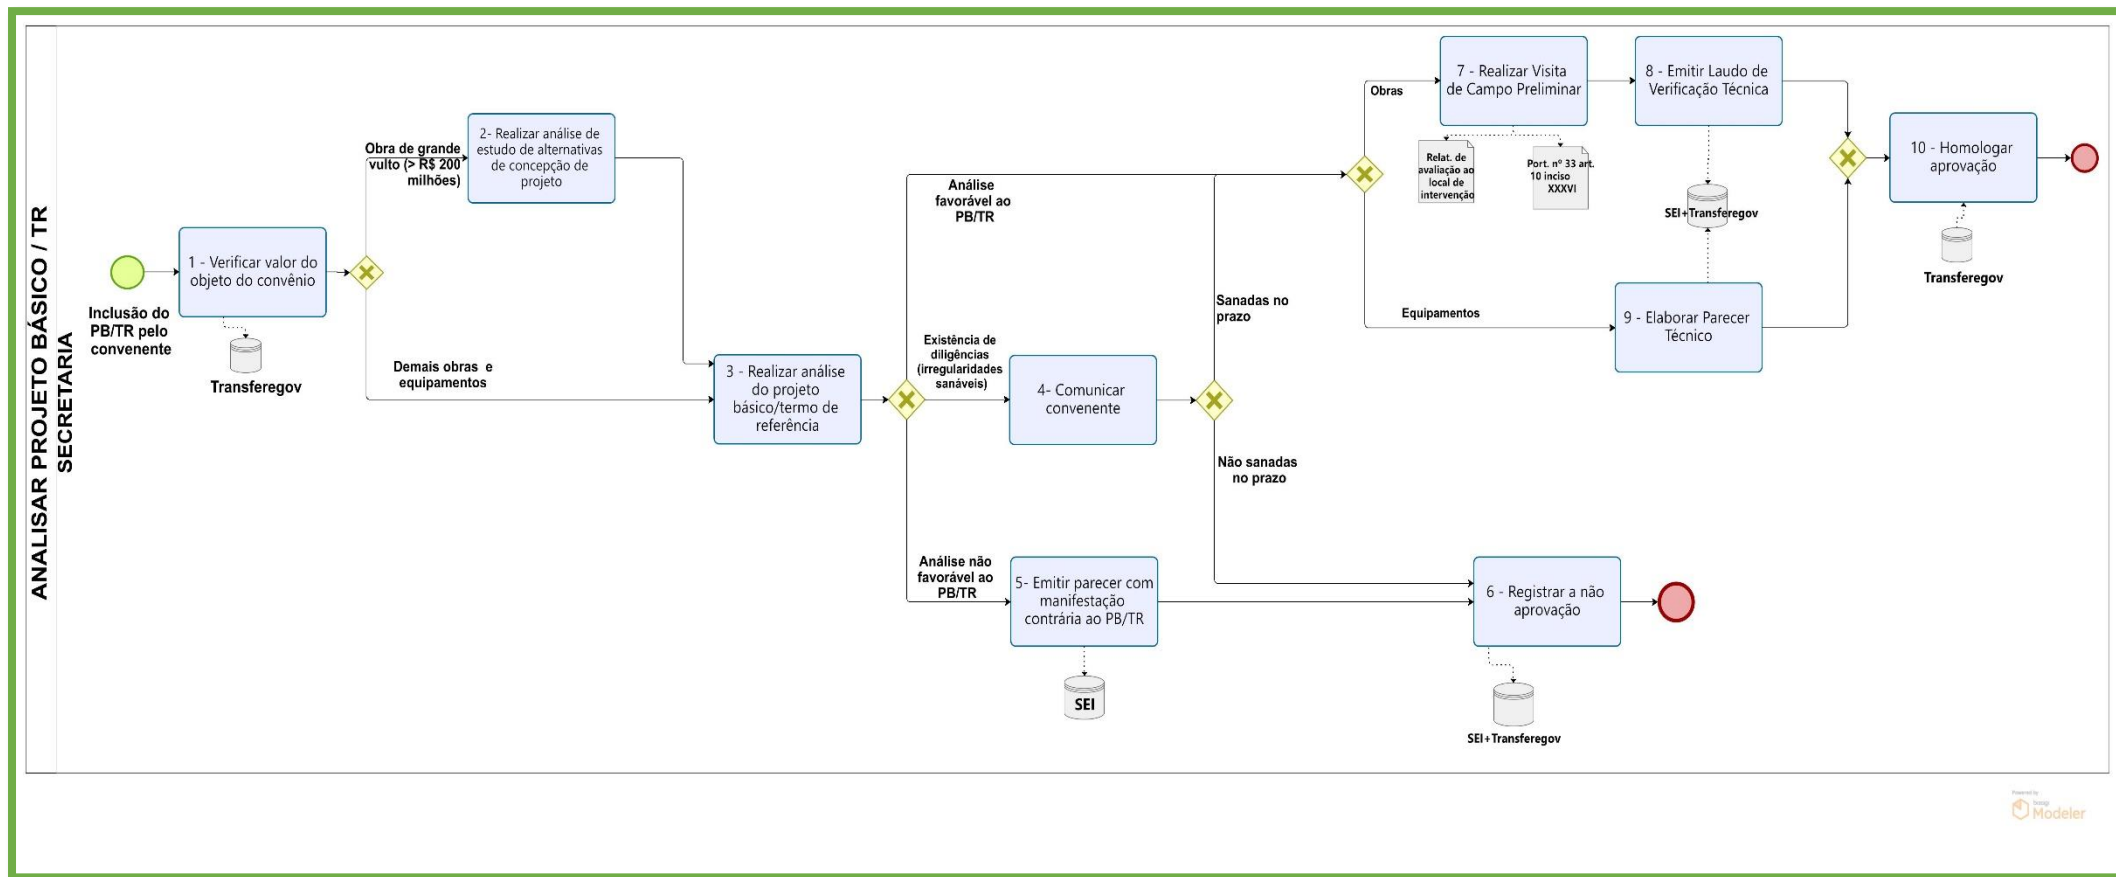 ANALISAR PROJETO BÁSICO / TR
SECRETARIA
Inclusão do
PB/TR pelo
convenente
1 - Verificar valor do
objeto do convênio
Transferegov
Obra de grande
vulto (> R$ 200
milhões)
2- Realizar análise de
estudo de alternativas
de concepção de
projeto
Demais obras e
equipamentos
3 - Realizar análise
do projeto
básico/termo de
referência
Análise
favorável ao
PB/TR
Existência de
diligências
(irregularidades
sanáveis)
4- Comunicar
convenente
Análise não
favorável ao
PB/TR
5- Emitir parecer com
manifestação
contrária ao PB/TR
SEI
Sanadas no
prazo
Não sanadas
no prazo
6 - Registrar a não
aprovação
SEI+Transferegov
Obras
7 - Realizar Visita
de Campo Preliminar
Relat. de
avaliação ao
local de
intervenção
Port. nº 33 art.
10 inciso
XXXVI
8 - Emitir Laudo de
Verificação Técnica
SEI+Transferegov
Equipamentos
9 - Elaborar Parecer
Técnico
10 - Homologar
aprovação
Transferegov
Powered by
bizagi
Modeler